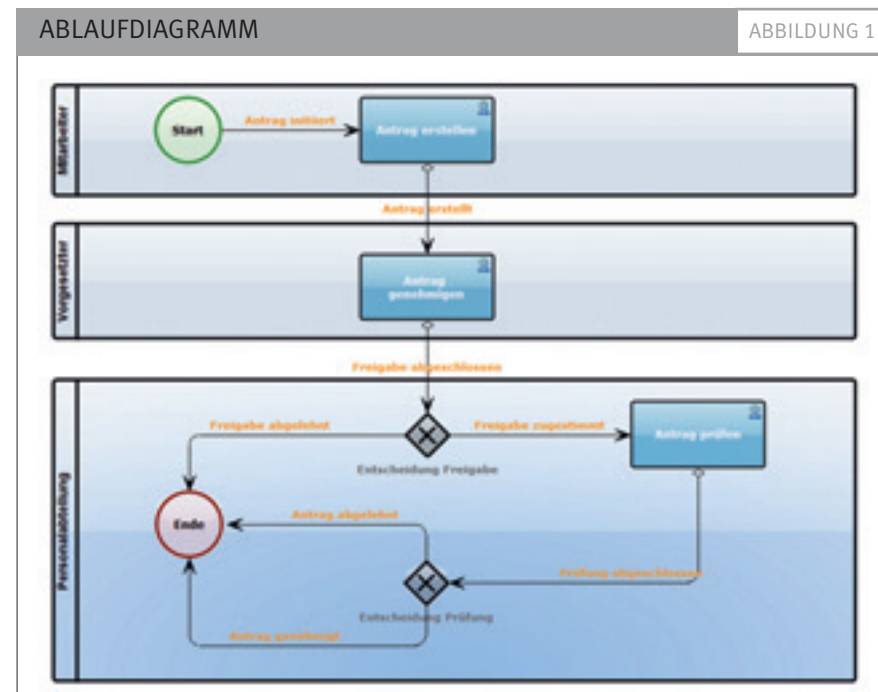 ABLAUFDIAGRAMM
ABBILDUNG 1
Mitarbeiter
Start
Antrag initiiert
Antrag erstellen
Antrag erstellt
Vorgesetzter
Antrag
genehmigen
Freigabe abgeschlossen
Personalabteilung
Freigabe abgelehnt
Freigabe zugestimmt
Antrag prüfen
Entscheidung Freigabe
Ende
Antrag abgelehnt
Prüfung abgeschlossen
Entscheidung Prüfung
Antrag genehmigt